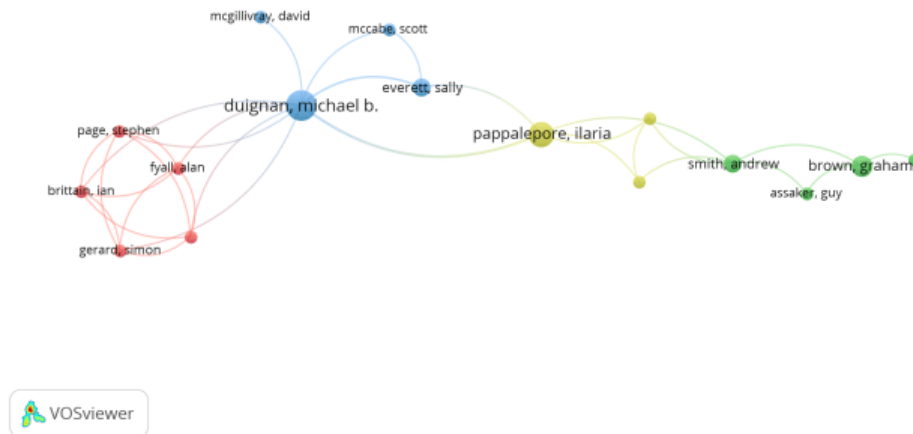 mcgillivray, david
mccabe, scott
everett, sally
duignan, michael b.
page, stephen
pappalepore, ilaria
fyall, alan
smith, andrew
brown, graham
brittain, ian
assaker, guy
gerard, simon
VOSviewer